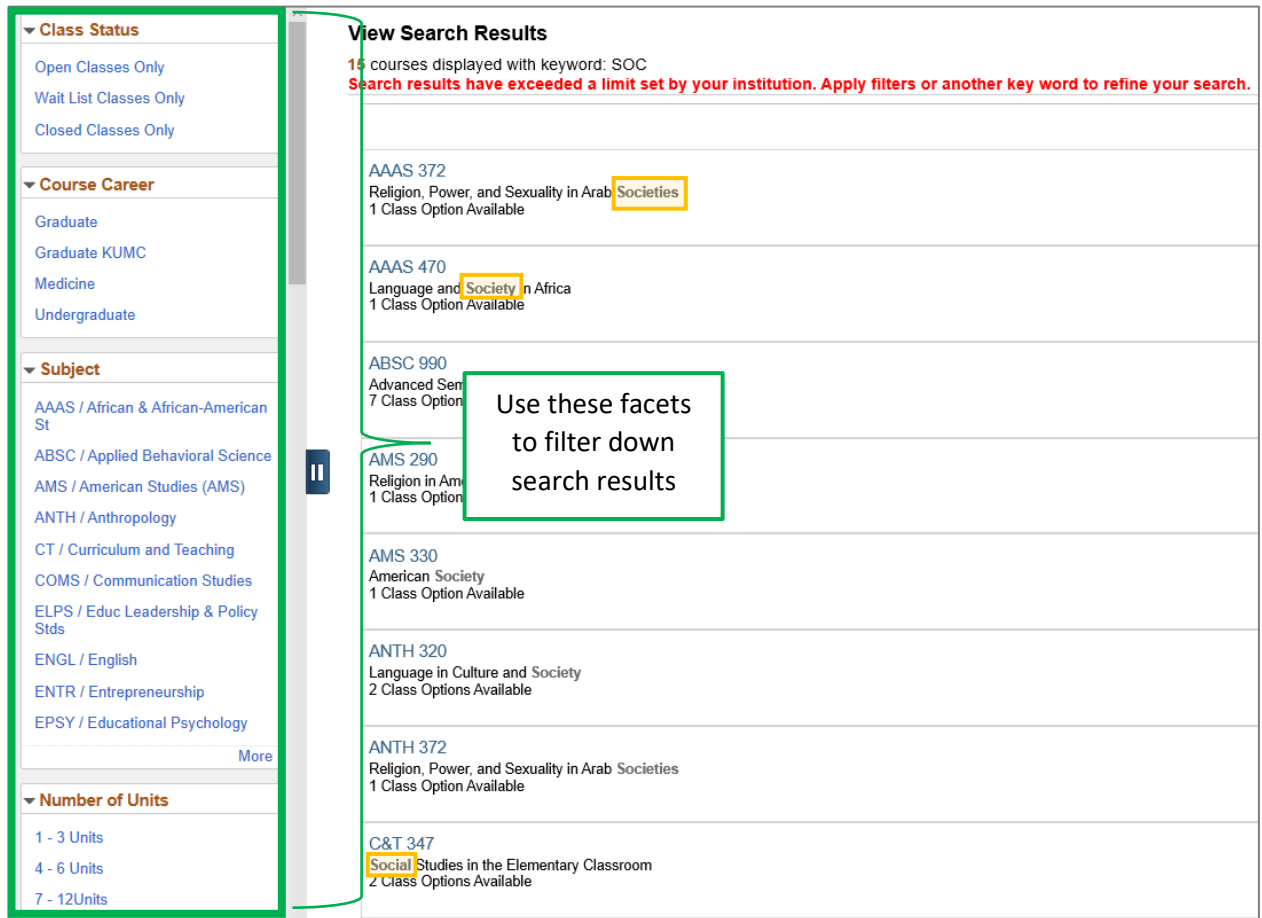 Class Status
Open Classes Only
Wait List Classes Only
Closed Classes Only
Course Career
Graduate
Graduate KUMC
Medicine
Undergraduate
Subject
AAAS / African & African-American
St
ABSC / Applied Behavioral Science
AMS / American Studies (AMS)
ANTH / Anthropology
CT / Curriculum and Teaching
COMS / Communication Studies
ELPS / Educ Leadership & Policy
Stds
ENGL / English
ENTR / Entrepreneurship
EPSY / Educational Psychology
More
Number of Units
1 - 3 Units
4 - 6 Units
7 - 12Units
View Search Results
15 courses displayed with keyword: SOC
Search results have exceeded a limit set by your institution. Apply filters or another key word to refine your search.
AAAS 372
Religion, Power, and Sexuality in Arab Societies
1 Class Option Available
AAAS 470
Language and Society in Africa
1 Class Option Available
ABSC 990
Advanced Sem
7 Class Option
AMS 290
Religion in Ame
1 Class Option
Use these facets
to filter down
search results
AMS 330
American Society
1 Class Option Available
ANTH 320
Language in Culture and Society
2 Class Options Available
ANTH 372
Religion, Power, and Sexuality in Arab Societies
1 Class Option Available
C&T 347
Social Studies in the Elementary Classroom
2 Class Options Available